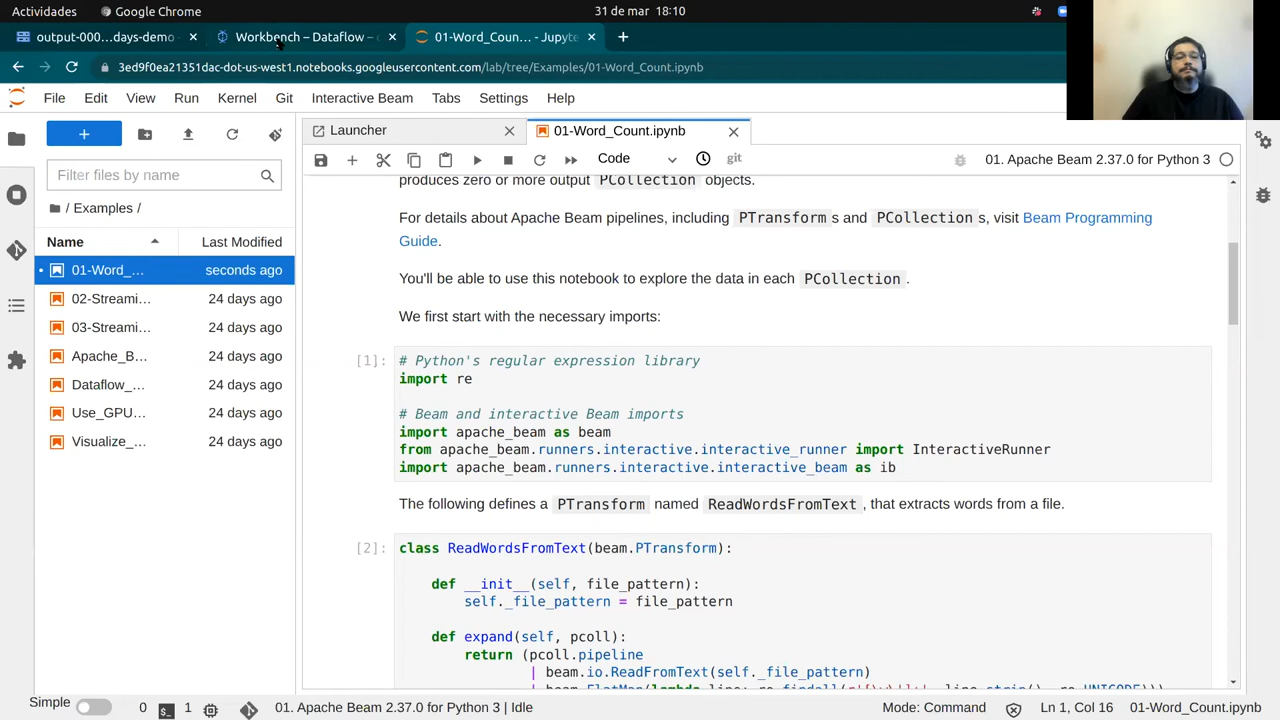 Actividades
Google Chrome
31 de mar 18:10
output-000...days-demo
Workbench – Dataflow –
01-Word_Coun... - Jupyte
3ed9f0ea21351dac-dot-us-west1.notebooks.googleusercontent.com/lab/tree/Examples/01-Word_Count.ipynb
File Edit View Run Kernel Git Interactive Beam Tabs Settings Help
Launcher
01-Word_Count.ipynb
Code
git
01. Apache Beam 2.37.0 for Python 3
Filter files by name
/ Examples /
Name Last Modified
01-Word_... seconds ago
02-Streami... 24 days ago
03-Streami... 24 days ago
Apache_B... 24 days ago
Dataflow_... 24 days ago
Use_GPU... 24 days ago
Visualize_... 24 days ago
produces zero or more output PCollection objects.
For details about Apache Beam pipelines, including PTransform s and PCollection s, visit Beam Programming
Guide.
You'll be able to use this notebook to explore the data in each PCollection .
We first start with the necessary imports:
[1]:
# Python's regular expression library
import re
# Beam and interactive Beam imports
import apache_beam as beam
from apache_beam.runners.interactive.interactive_runner import InteractiveRunner
import apache_beam.runners.interactive.interactive_beam as ib
The following defines a PTransform named ReadWordsFromText , that extracts words from a file.
[2]:
class ReadWordsFromText(beam.PTransform):
def __init__(self, file_pattern):
self._file_pattern = file_pattern
def expand(self, pcoll):
return (pcoll.pipeline
| beam.io.ReadFromText(self._file_pattern)
Simple
0
1
01. Apache Beam 2.37.0 for Python 3 | Idle
Mode: Command
Ln 1, Col 16
01-Word_Count.ipynb